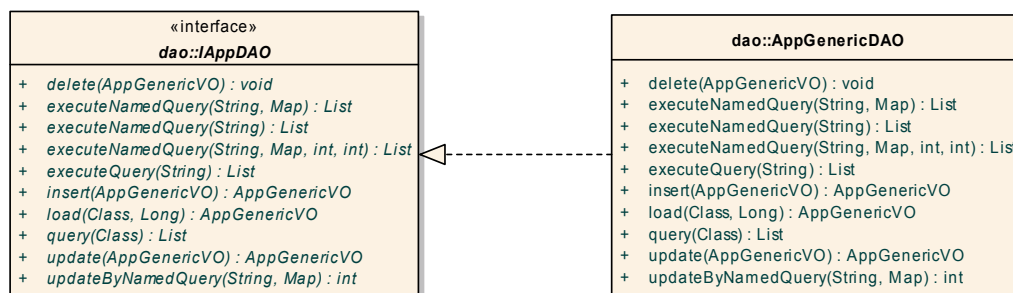 «interface»
dao::IAppDAO
+ delete(AppGenericVO) : void
+ executeNamedQuery(String, Map) : List
+ executeNamedQuery(String) : List
+ executeNamedQuery(String, Map, int, int) : List
+ executeQuery(String) : List
+ insert(AppGenericVO) : AppGenericVO
+ load(Class, Long) : AppGenericVO
+ query(Class) : List
+ update(AppGenericVO) : AppGenericVO
+ updateByNamedQuery(String, Map) : int
dao::AppGenericDAO
+ delete(AppGenericVO) : void
+ executeNamedQuery(String, Map) : List
+ executeNamedQuery(String) : List
+ executeNamedQuery(String, Map, int, int) : List
+ executeQuery(String) : List
+ insert(AppGenericVO) : AppGenericVO
+ load(Class, Long) : AppGenericVO
+ query(Class) : List
+ update(AppGenericVO) : AppGenericVO
+ updateByNamedQuery(String, Map) : int